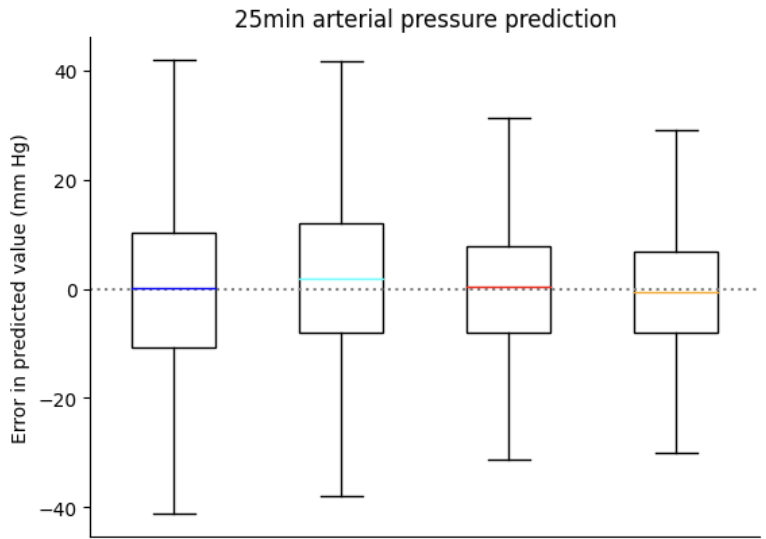 25min arterial pressure prediction
Error in predicted value (mm Hg)
40
20
0
−20
−40